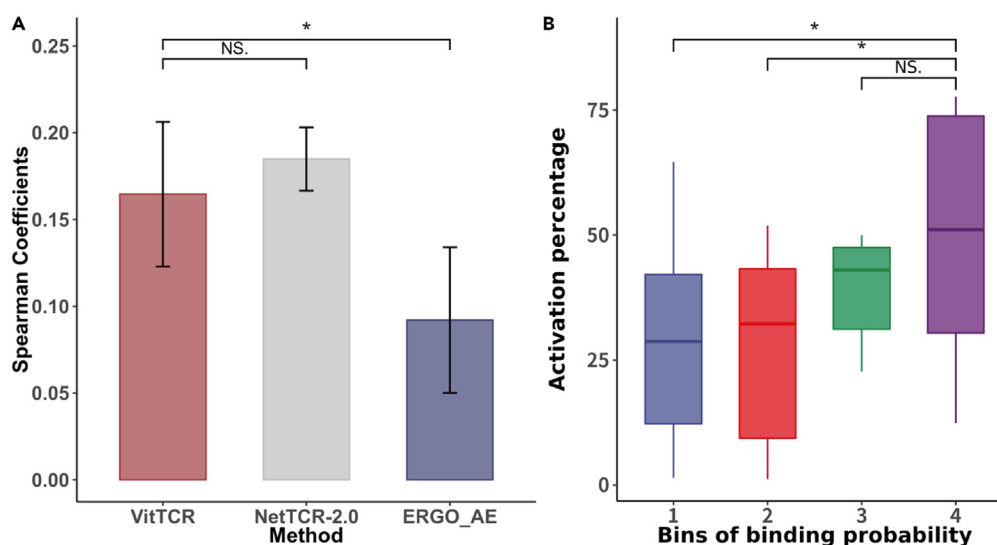 A
Spearman Coefficients
0.25
0.20
0.15
0.10
0.05
0.00
*
NS.
VitTCR
NetTCR-2.0
ERGO_AE
Method
B
Activation percentage
75
50
25
0
*
*
NS.
1
2
3
4
Bins of binding probability